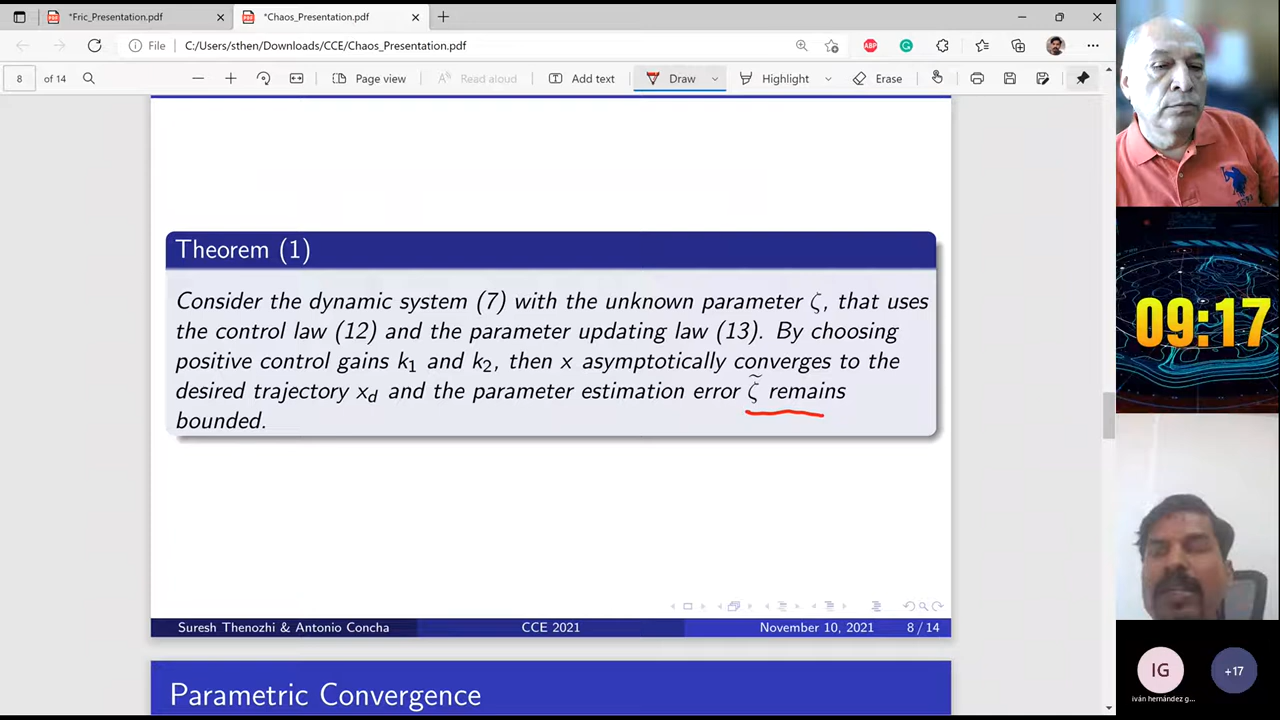 *Fric_Presentation.pdf
*Chaos_Presentation.pdf
File C:/Users/sthen/Downloads/CCE/Chaos_Presentation.pdf
ABP
8 of 14 Page view Read aloud Add text Draw Highlight Erase
Theorem (1)
Consider the dynamic system (7) with the unknown parameter ζ, that uses
the control law (12) and the parameter updating law (13). By choosing
positive control gains k₁ and k₂, then x asymptotically converges to the
desired trajectory x_d and the parameter estimation error ζ̃ remains
bounded.
Suresh Thenozhi & Antonio Concha CCE 2021 November 10, 2021 8 / 14
Parametric Convergence
09:17
IG
iván hernández g...
+17